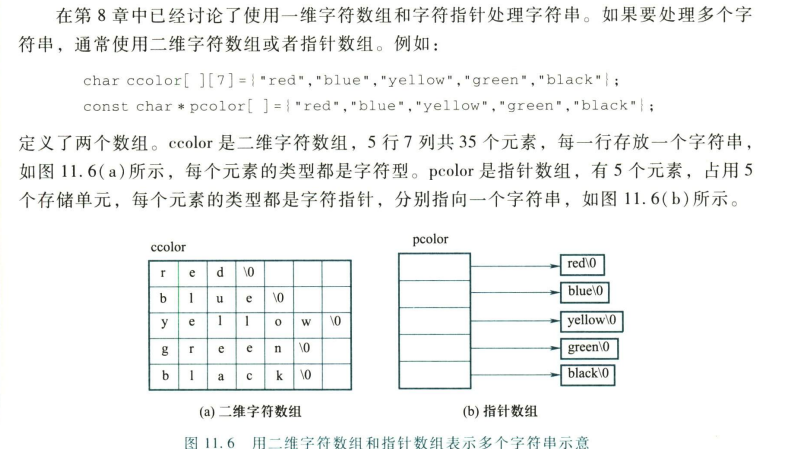 在第 8 章中已经讨论了使用一维字符数组和字符指针处理字符串。如果要处理多个字
符串，通常使用二维字符数组或者指针数组。例如：
char ccolor[ ][7]={"red","blue","yellow","green","black"};
const char * pcolor[ ]={"red","blue","yellow","green","black"};
定义了两个数组。ccolor 是二维字符数组，5 行 7 列共 35 个元素，每一行存放一个字符串，
如图 11.6(a)所示，每个元素的类型都是字符型。pcolor 是指针数组，有 5 个元素，占用 5
个存储单元，每个元素的类型都是字符指针，分别指向一个字符串，如图 11.6(b)所示。
ccolor
r e d \0
b l u e \0
y e l l o w \0
g r e e n \0
b l a c k \0
(a) 二维字符数组
pcolor
red\0
blue\0
yellow\0
green\0
black\0
(b) 指针数组
图 11.6 用二维字符数组和指针数组表示多个字符串示意